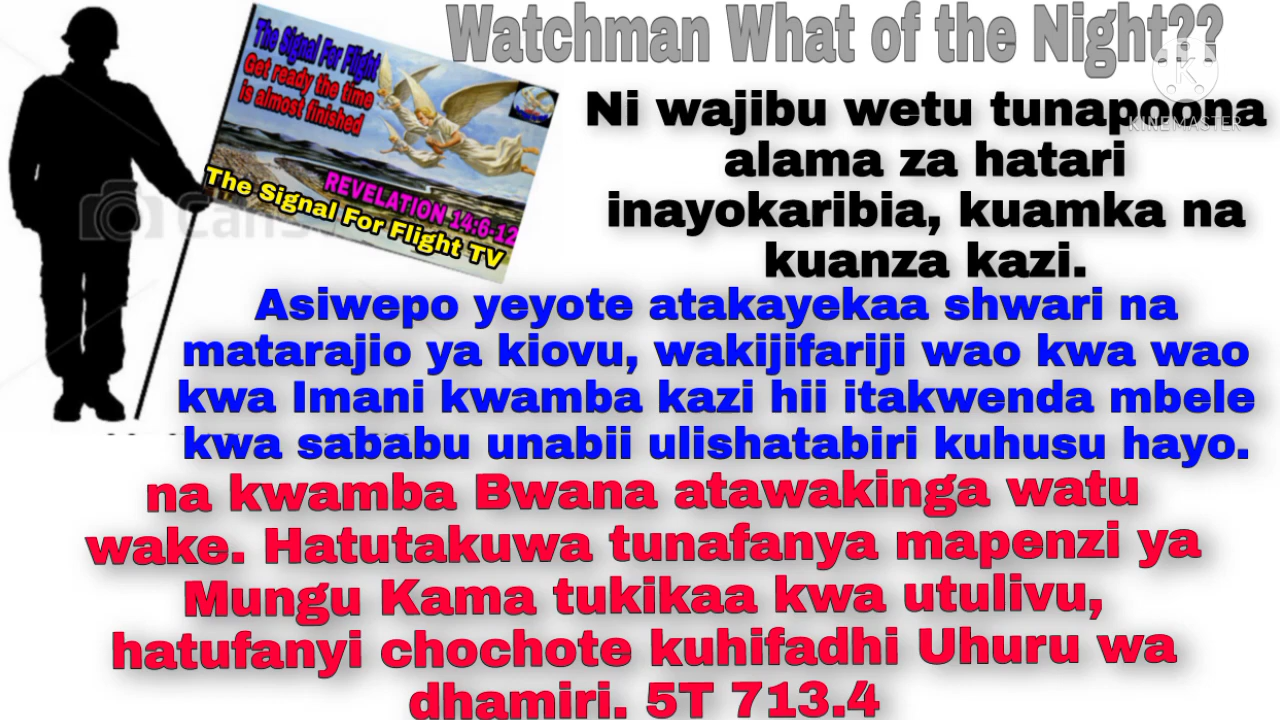 Watchman What of the Night??
The Signal For Flight
Get ready the time
is almost finished
REVELATION 14:6-12
The Signal For Flight TV
KINEMASTER
Ni wajibu wetu tunapoona
alama za hatari
inayokaribia, kuamka na
kuanza kazi.
Asiwepo yeyote atakayekaa shwari na
matarajio ya kiovu, wakijifariji wao kwa wao
kwa Imani kwamba kazi hii itakwenda mbele
kwa sababu unabii ulishatabiri kuhusu hayo.
na kwamba Bwana atawakinga watu
wake. Hatutakuwa tunafanya mapenzi ya
Mungu Kama tukikaa kwa utulivu,
hatufanyi chochote kuhifadhi Uhuru wa
dhamiri. 5T 713.4